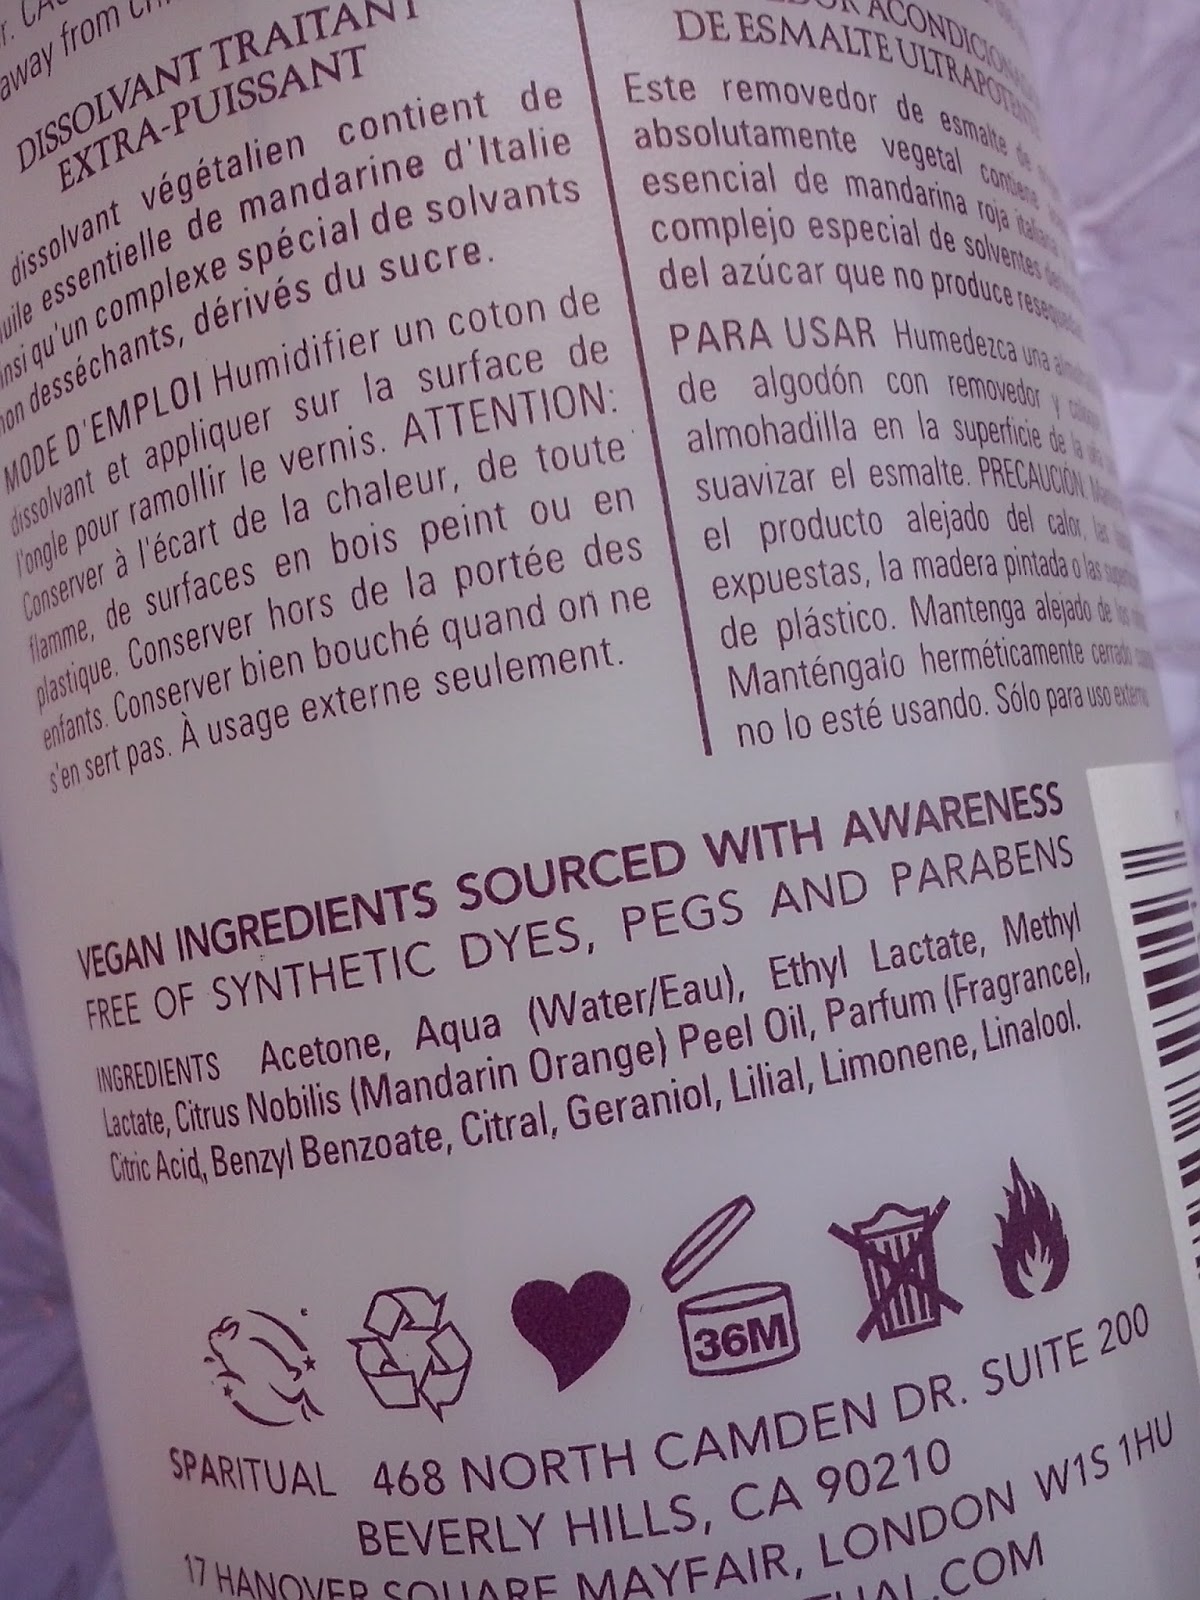 away from
DISSOLVANT TRAITANT
EXTRA-PUISSANT
dissolvant végétalien contient de
essentielle de mandarine d'Italie
qu'un complexe spécial de solvants
desséchants, dérivés du sucre.
MODE D'EMPLOI Humidifier un coton de
dissolvant et appliquer sur la surface de
l'ongle pour ramollir le vernis. ATTENTION:
Conserver à l'écart de la chaleur, de toute
flamme, de surfaces en bois peint ou en
plastique. Conserver hors de la portée des
enfants. Conserver bien bouché quand on ne
s'en sert pas. À usage externe seulement.
DE ESMALTE ULTRAPOTENTE
Este removedor de esmalte de
absolutamente vegetal contiene
esencial de mandarina roja italiana
complejo especial de solventes
del azúcar que no produce
PARA USAR Humedezca una
de algodón con removedor y
almohadilla en la superficie de la uña
suavizar el esmalte. PRECAUCIÓN.
el producto alejado del calor, las
expuestas, la madera pintada o las
de plástico. Mantenga alejado de los
Manténgalo herméticamente cerrado
no lo esté usando. Sólo para uso externo
VEGAN INGREDIENTS SOURCED WITH AWARENESS
FREE OF SYNTHETIC DYES, PEGS AND PARABENS
INGREDIENTS Acetone, Aqua (Water/Eau), Ethyl Lactate, Methyl
Lactate, Citrus Nobilis (Mandarin Orange) Peel Oil, Parfum (Fragrance),
Citric Acid, Benzyl Benzoate, Citral, Geraniol, Lilial, Limonene, Linalool.
36M
SPARITUAL 468 NORTH CAMDEN DR. SUITE 200
BEVERLY HILLS, CA 90210
17 HANOVER SQUARE MAYFAIR, LONDON W1S 1HU